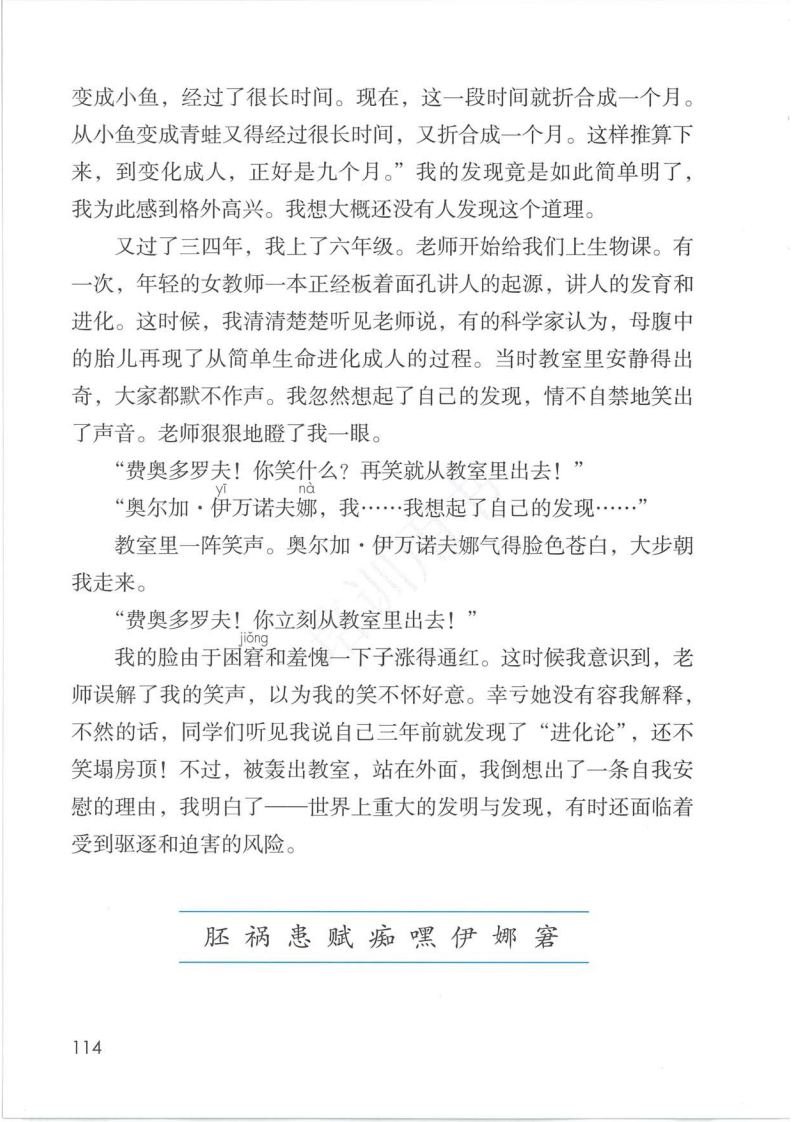 变成小鱼，经过了很长时间。现在，这一段时间就折合成一个月。
从小鱼变成青蛙又得经过很长时间，又折合成一个月。这样推算下
来，到变化成人，正好是九个月。”我的发现竟是如此简单明了，
我为此感到格外高兴。我想大概还没有人发现这个道理。
又过了三四年，我上了六年级。老师开始给我们上生物课。有
一次，年轻的女教师一本正经板着面孔讲人的起源，讲人的发育和
进化。这时候，我清清楚楚听见老师说，有的科学家认为，母腹中
的胎儿再现了从简单生命进化成人的过程。当时教室里安静得出
奇，大家都默不作声。我忽然想起了自己的发现，情不自禁地笑出
了声音。老师狠狠地瞪了我一眼。
“费奥多罗夫！你笑什么？再笑就从教室里出去！”
yī nà
“奥尔加·伊万诺夫娜，我……我想起了自己的发现……”
教室里一阵笑声。奥尔加·伊万诺夫娜气得脸色苍白，大步朝
我走来。
“费奥多罗夫！你立刻从教室里出去！”
jiǒng
我的脸由于困窘和羞愧一下子涨得通红。这时候我意识到，老
师误解了我的笑声，以为我的笑不怀好意。幸亏她没有容我解释，
不然的话，同学们听见我说自己三年前就发现了“进化论”，还不
笑塌房顶！不过，被轰出教室，站在外面，我倒想出了一条自我安
慰的理由，我明白了——世界上重大的发明与发现，有时还面临着
受到驱逐和迫害的风险。
胚祸患赋痴嘿伊娜窘
114